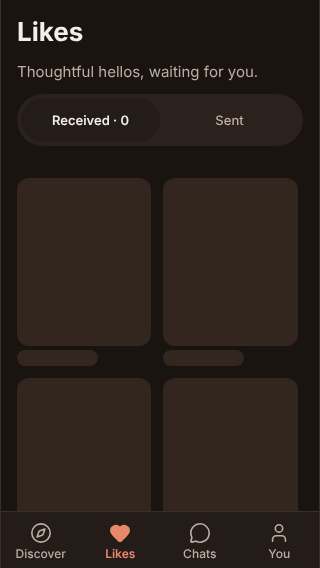 Likes
Thoughtful hellos, waiting for you.
Received · 0
Sent
Discover
Likes
Chats
You